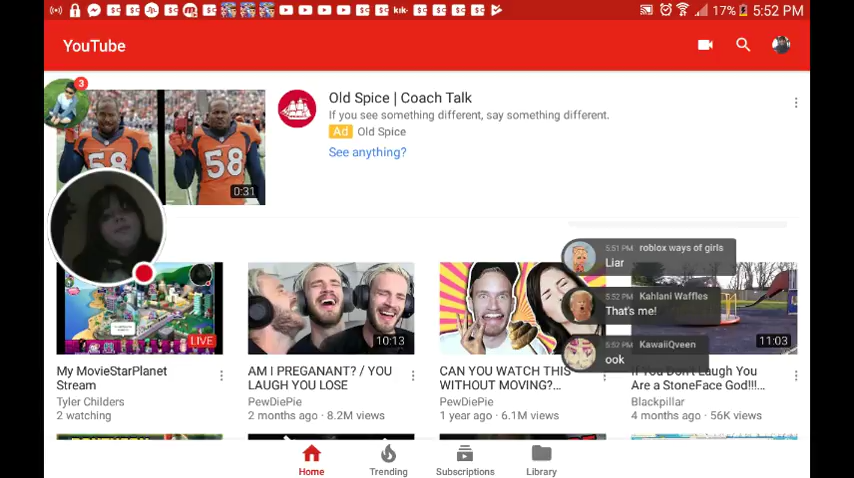 kik
17% 5:52 PM
YouTube
3
58
58
0:31
Old Spice | Coach Talk
If you see something different, say something different.
Ad Old Spice
See anything?
5:51 PM roblox ways of girls
Liar
5:52 PM Kahlani Waffles
That's me!
5:52 PM KawaiiQveen
ook
LIVE
10:13
11:03
My MovieStarPlanet
Stream
Tyler Childers
2 watching
AM I PREGANANT? / YOU
LAUGH YOU LOSE
PewDiePie
2 months ago · 8.2M views
CAN YOU WATCH THIS
WITHOUT MOVING?...
PewDiePie
1 year ago · 6.1M views
If You Don't Laugh You
Are a StoneFace God!!!...
Blackpillar
4 months ago · 56K views
Home
Trending
Subscriptions
Library